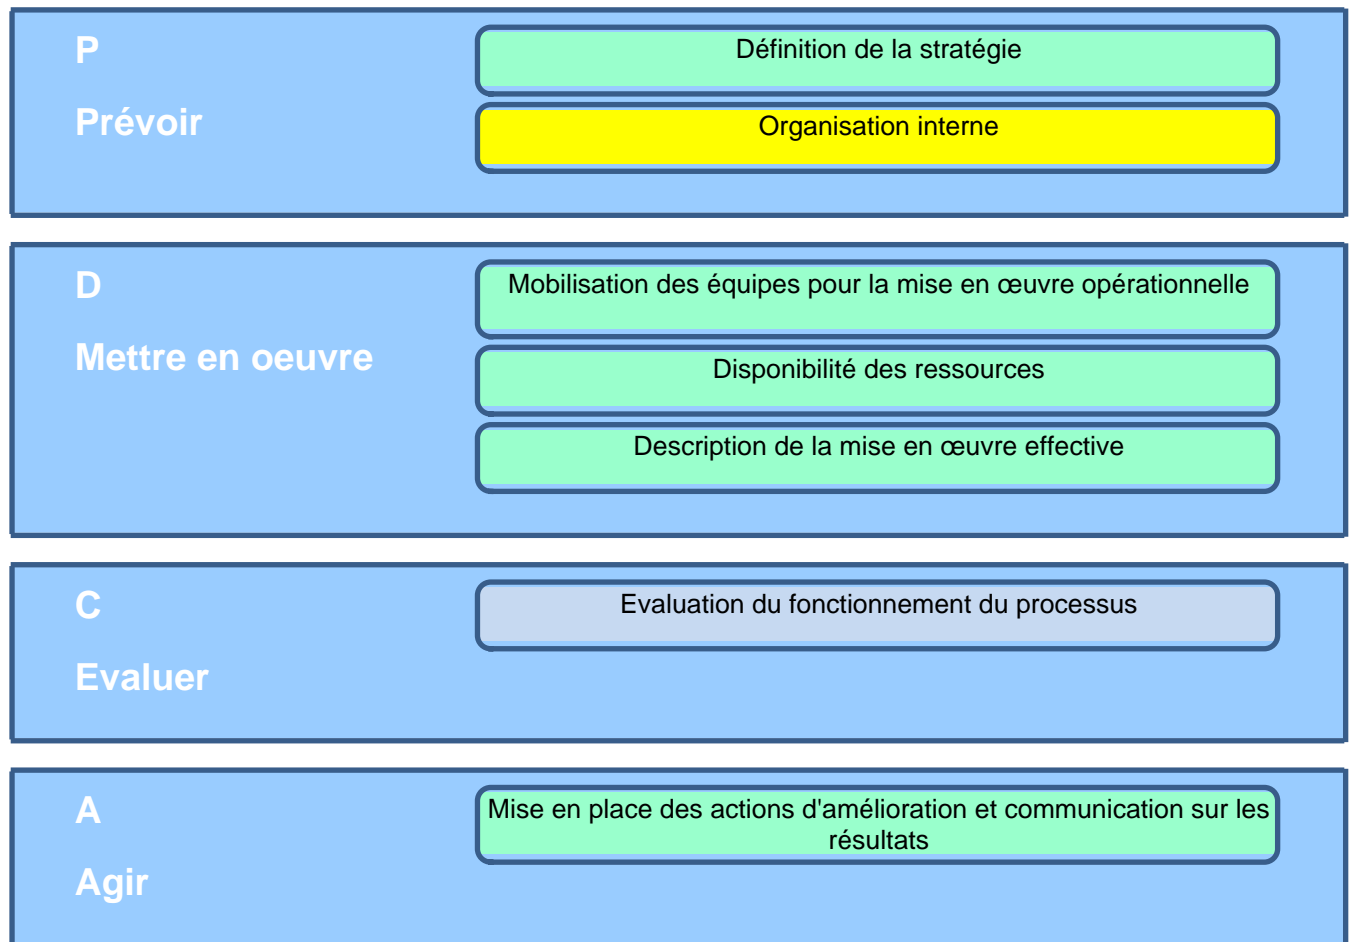 P
Définition de la stratégie
Prévoir
Organisation interne
D
Mobilisation des équipes pour la mise en œuvre opérationnelle
Mettre en oeuvre
Disponibilité des ressources
Description de la mise en œuvre effective
C
Evaluation du fonctionnement du processus
Evaluer
A
Mise en place des actions d'amélioration et communication sur les
résultats
Agir